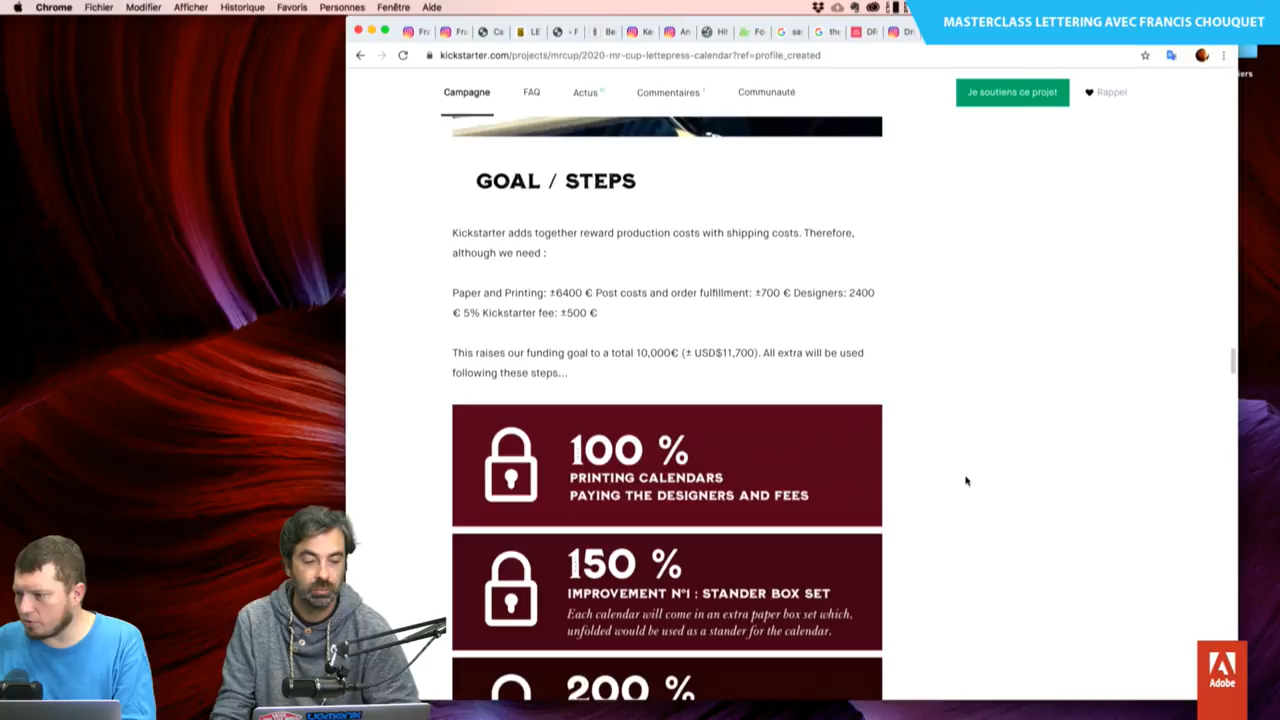 Chrome Fichier Modifier Afficher Historique Favoris Personnes Fenêtre Aide
MASTERCLASS LETTERING AVEC FRANCIS CHOUQUET
kickstarter.com/projects/mrcup/2020-mr-cup-lettepress-calendar?ref=profile_created
Campagne FAQ Actus Commentaires Communauté Je soutiens ce projet Rappel
GOAL / STEPS
Kickstarter adds together reward production costs with shipping costs. Therefore,
although we need :
Paper and Printing: ±6400 € Post costs and order fulfillment: ±700 € Designers: 2400
€ 5% Kickstarter fee: ±500 €
This raises our funding goal to a total 10,000€ (± USD$11,700). All extra will be used
following these steps...
100 %
PRINTING CALENDARS
PAYING THE DESIGNERS AND FEES
150 %
IMPROVEMENT N°1 : STANDER BOX SET
Each calendar will come in an extra paper box set which,
unfolded would be used as a stander for the calendar.
200 %
Adobe